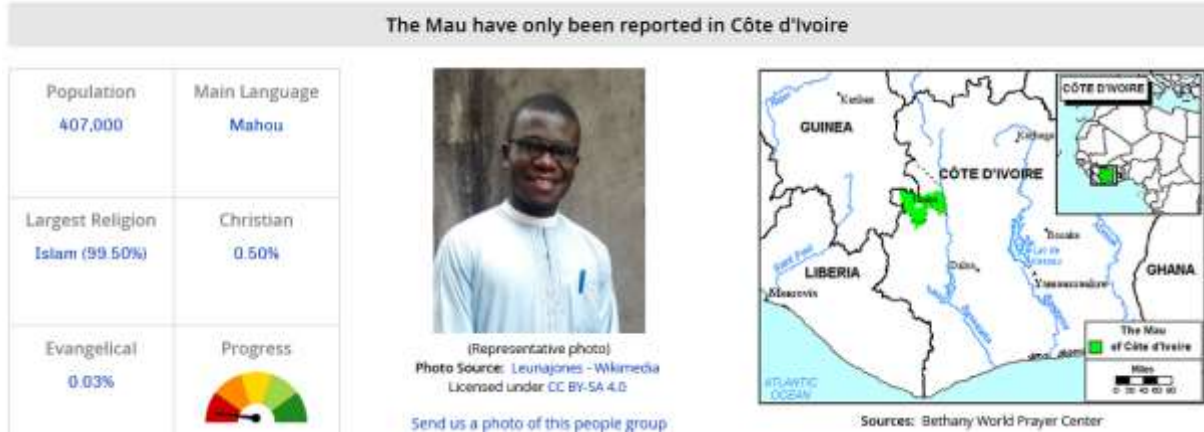 The Mau have only been reported in Côte d'Ivoire
Population
407,000
Main Language
Mahou
Largest Religion
Islam (99.50%)
Christian
0.50%
Evangelical
0.03%
Progress
(Representative photo)
Photo Source: Leunajones - Wikimedia
Licensed under CC BY-SA 4.0
Send us a photo of this people group
GUINEA
CÔTE D'IVOIRE
CÔTE D'IVOIRE
LIBERIA
Monrovia
GHANA
Bouake
Yamoussoukro
ATLANTIC
OCEAN
The Mau
of Côte d'Ivoire
Miles
Sources: Bethany World Prayer Center